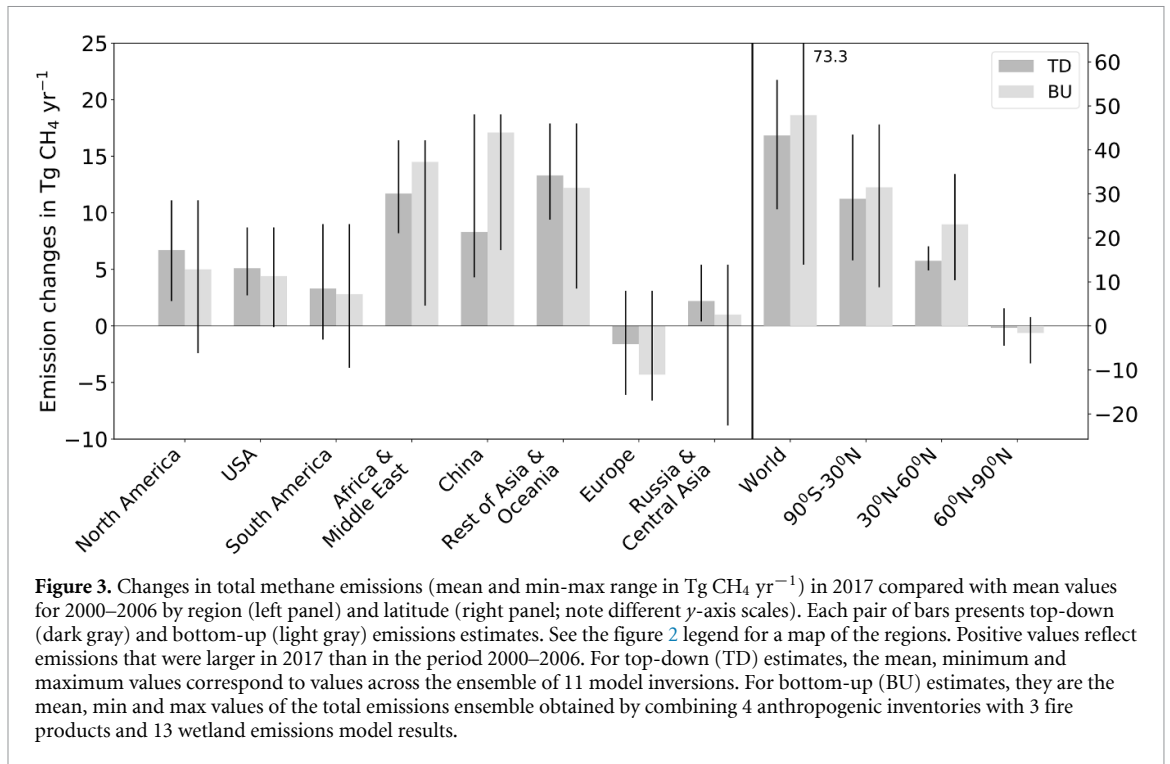 25
20
15
10
5
0
−5
−10
Emission changes in Tg CH₄ yr⁻¹
73.3
TD
BU
60
50
40
30
20
10
0
−10
−20
North America
USA
South America
Africa &
Middle East
China
Rest of Asia &
Oceania
Europe
Russia &
Central Asia
World
90⁰S-30⁰N
30⁰N-60⁰N
60⁰N-90⁰N
Figure 3. Changes in total methane emissions (mean and min-max range in Tg CH₄ yr⁻¹) in 2017 compared with mean values
for 2000–2006 by region (left panel) and latitude (right panel; note different y-axis scales). Each pair of bars presents top-down
(dark gray) and bottom-up (light gray) emissions estimates. See the figure 2 legend for a map of the regions. Positive values reflect
emissions that were larger in 2017 than in the period 2000–2006. For top-down (TD) estimates, the mean, minimum and
maximum values correspond to values across the ensemble of 11 model inversions. For bottom-up (BU) estimates, they are the
mean, min and max values of the total emissions ensemble obtained by combining 4 anthropogenic inventories with 3 fire
products and 13 wetland emissions model results.